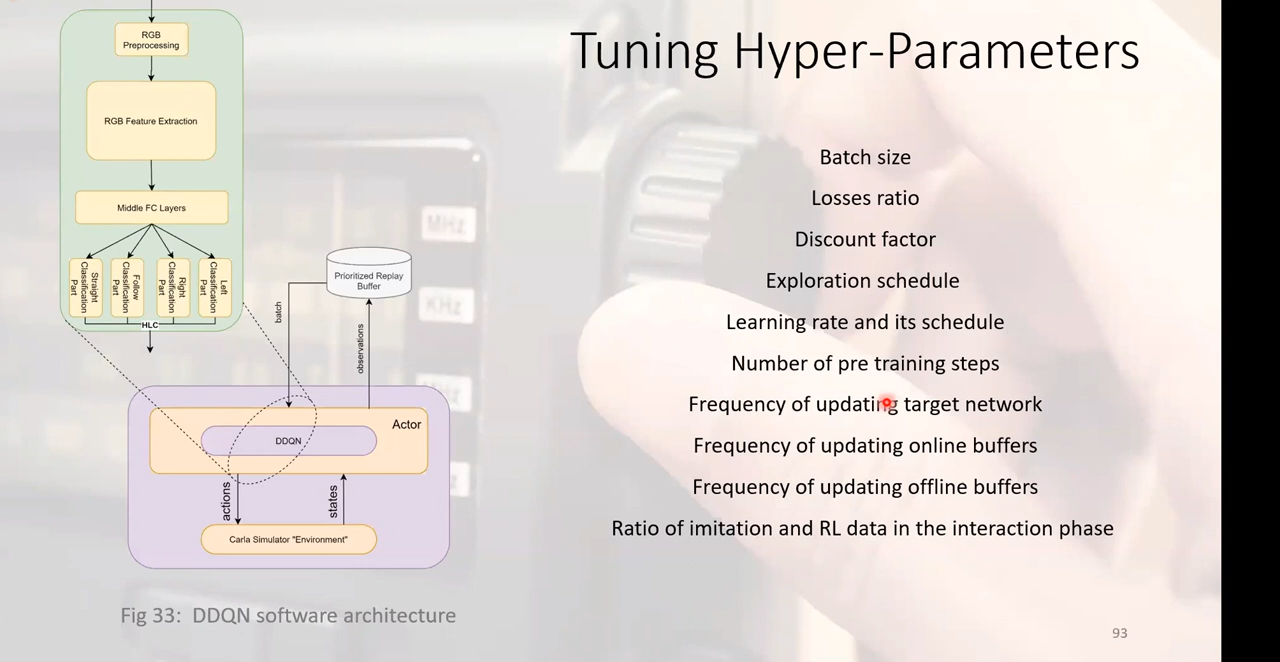 Tuning Hyper-Parameters
RGB
Preprocessing
RGB Feature Extraction
Middle FC Layers
Straight
Classification
Part
Follow
Classification
Part
Right
Classification
Part
Left
Classification
Part
HLC
Prioritized Replay
Buffer
batch
observations
Actor
DDQN
actions
states
Carla Simulator "Environment"
Fig 33: DDQN software architecture
Batch size
Losses ratio
Discount factor
Exploration schedule
Learning rate and its schedule
Number of pre training steps
Frequency of updating target network
Frequency of updating online buffers
Frequency of updating offline buffers
Ratio of imitation and RL data in the interaction phase
MHz
KHz
93